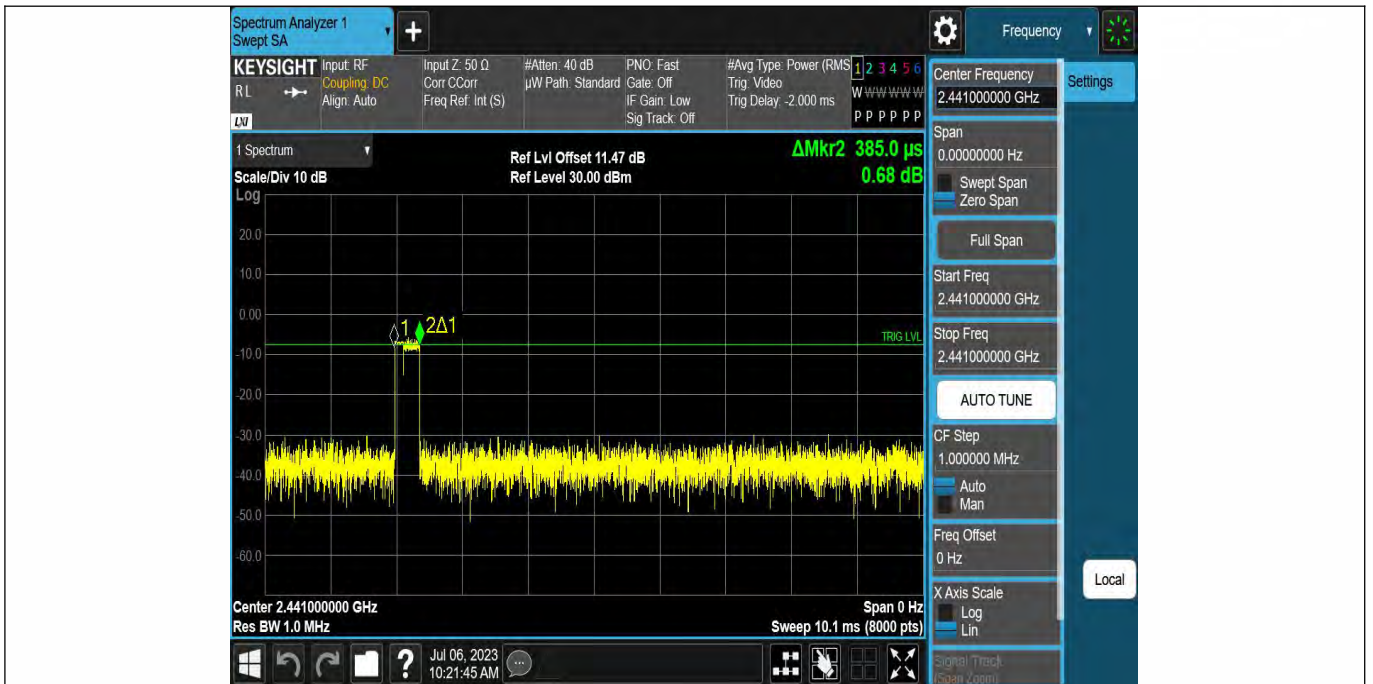 Spectrum Analyzer 1
Swept SA
+
Frequency
KEYSIGHT
RL
LXI
Input: RF
Coupling: DC
Align: Auto
Input Z: 50 Ω
Corr CCorr
Freq Ref: Int (S)
#Atten: 40 dB
µW Path: Standard
PNO: Fast
Gate: Off
IF Gain: Low
Sig Track: Off
#Avg Type: Power (RMS
Trig: Video
Trig Delay: -2.000 ms
1 2 3 4 5 6
W W W W W W
P P P P P P
1 Spectrum
Scale/Div 10 dB
Log
Ref Lvl Offset 11.47 dB
Ref Level 30.00 dBm
ΔMkr2 385.0 µs
0.68 dB
20.0
10.0
0.00
-10.0
-20.0
-30.0
-40.0
-50.0
-60.0
1
2Δ1
TRIG LVL
Center 2.441000000 GHz
Res BW 1.0 MHz
Span 0 Hz
Sweep 10.1 ms (8000 pts)
?
Jul 06, 2023
10:21:45 AM
Center Frequency
2.441000000 GHz
Settings
Span
0.00000000 Hz
Swept Span
Zero Span
Full Span
Start Freq
2.441000000 GHz
Stop Freq
2.441000000 GHz
AUTO TUNE
CF Step
1.000000 MHz
Auto
Man
Freq Offset
0 Hz
X Axis Scale
Log
Lin
Local
Signal Track
(Span Zoom)